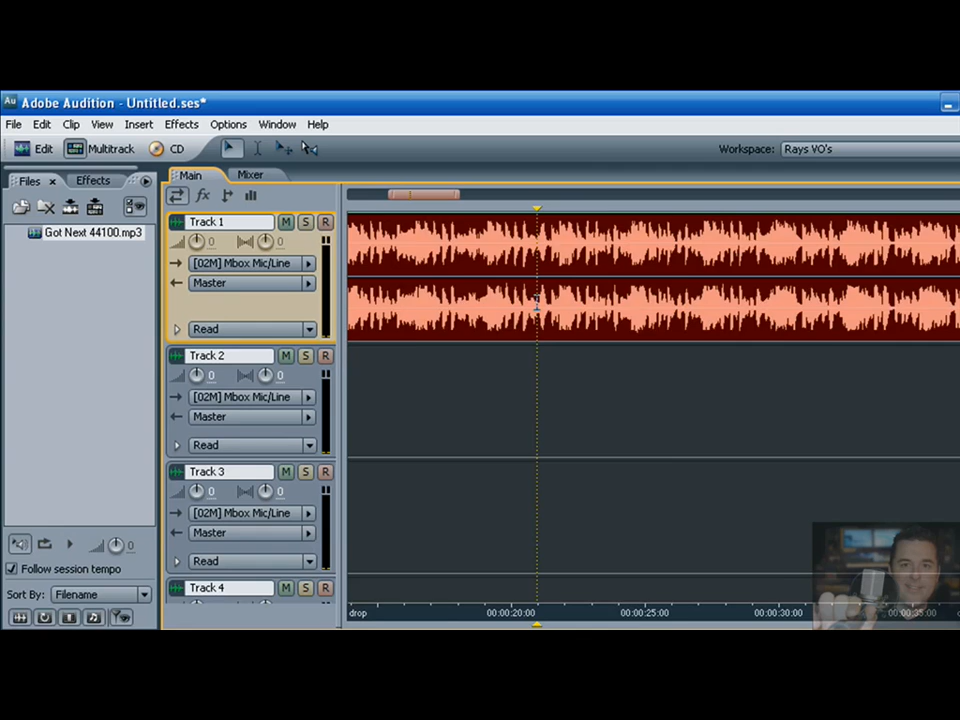 Au Adobe Audition - Untitled.ses*
File Edit Clip View Insert Effects Options Window Help
Edit Multitrack CD Workspace: Rays VO's
Files × Effects Main Mixer
fx
Got Next 44100.mp3
Track 1 M S R
0 0
[02M] Mbox Mic/Line
Master
Read
Track 2 M S R
0 0
[02M] Mbox Mic/Line
Master
Read
Track 3 M S R
0 0
[02M] Mbox Mic/Line
Master
Read
Track 4 M S R
0
Follow session tempo
Sort By: Filename
drop 00:00:20:00 00:00:25:00 00:00:30:00 00:00:35:00